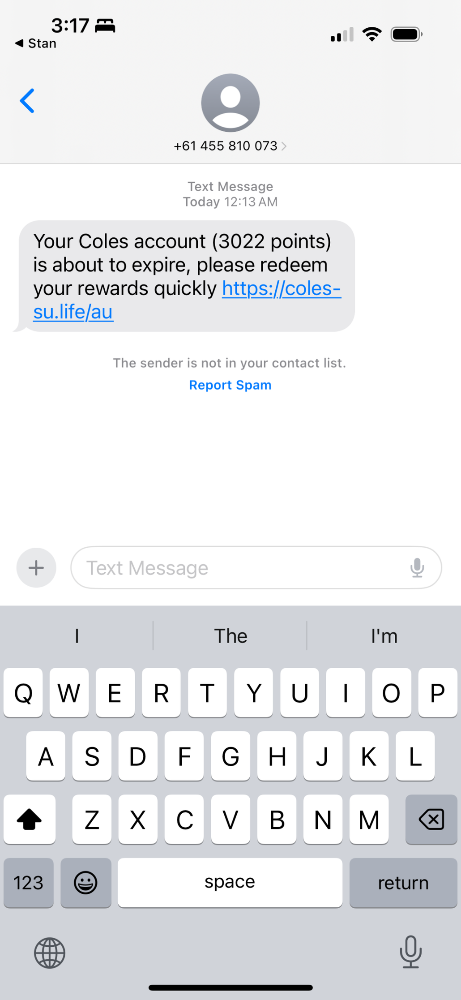 3:17
◀ Stan
+61 455 810 073
Text Message
Today 12:13 AM
Your Coles account (3022 points)
is about to expire, please redeem
your rewards quickly https://coles-
su.life/au
The sender is not in your contact list.
Report Spam
Text Message
I The I'm
Q W E R T Y U I O P
A S D F G H J K L
Z X C V B N M
123 space return